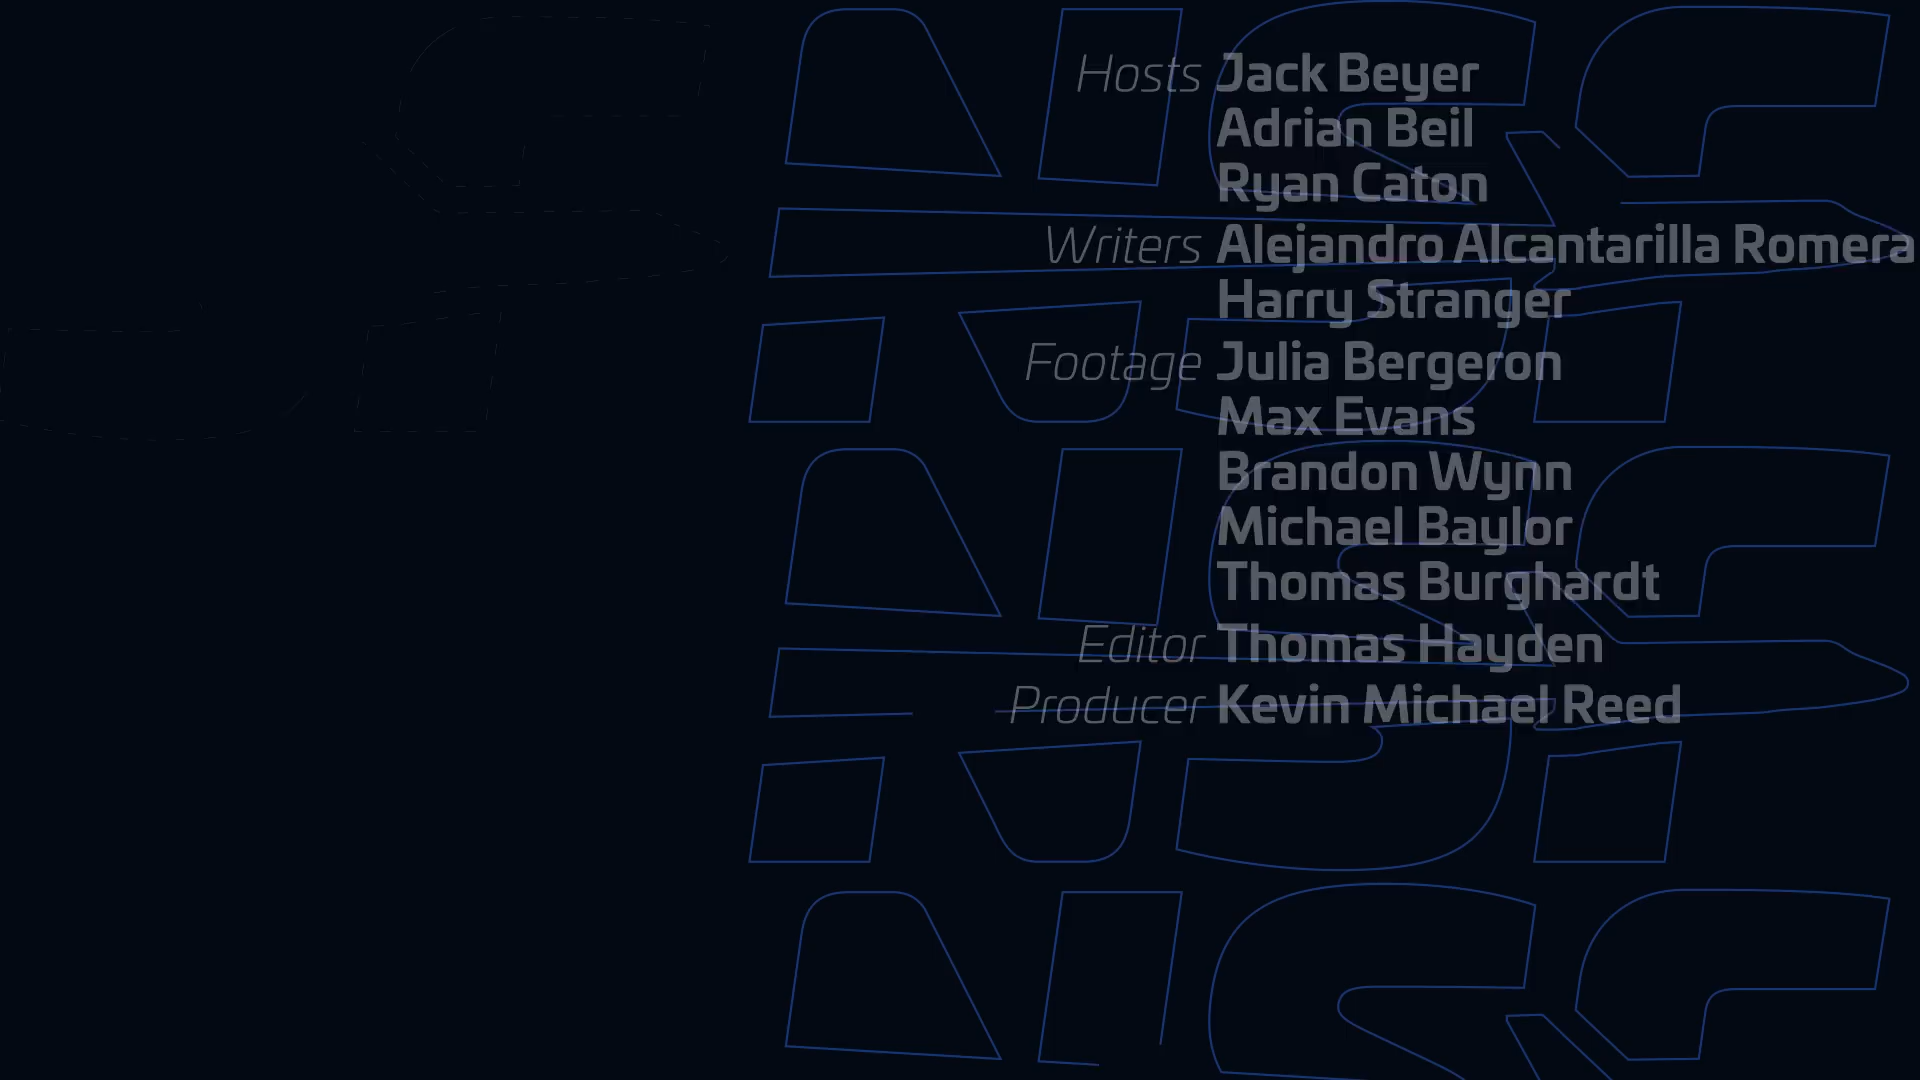 Hosts Jack Beyer
Adrian Beil
Ryan Caton
Writers Alejandro Alcantarilla Romera
Harry Stranger
Footage Julia Bergeron
Max Evans
Brandon Wynn
Michael Baylor
Thomas Burghardt
Editor Thomas Hayden
Producer Kevin Michael Reed